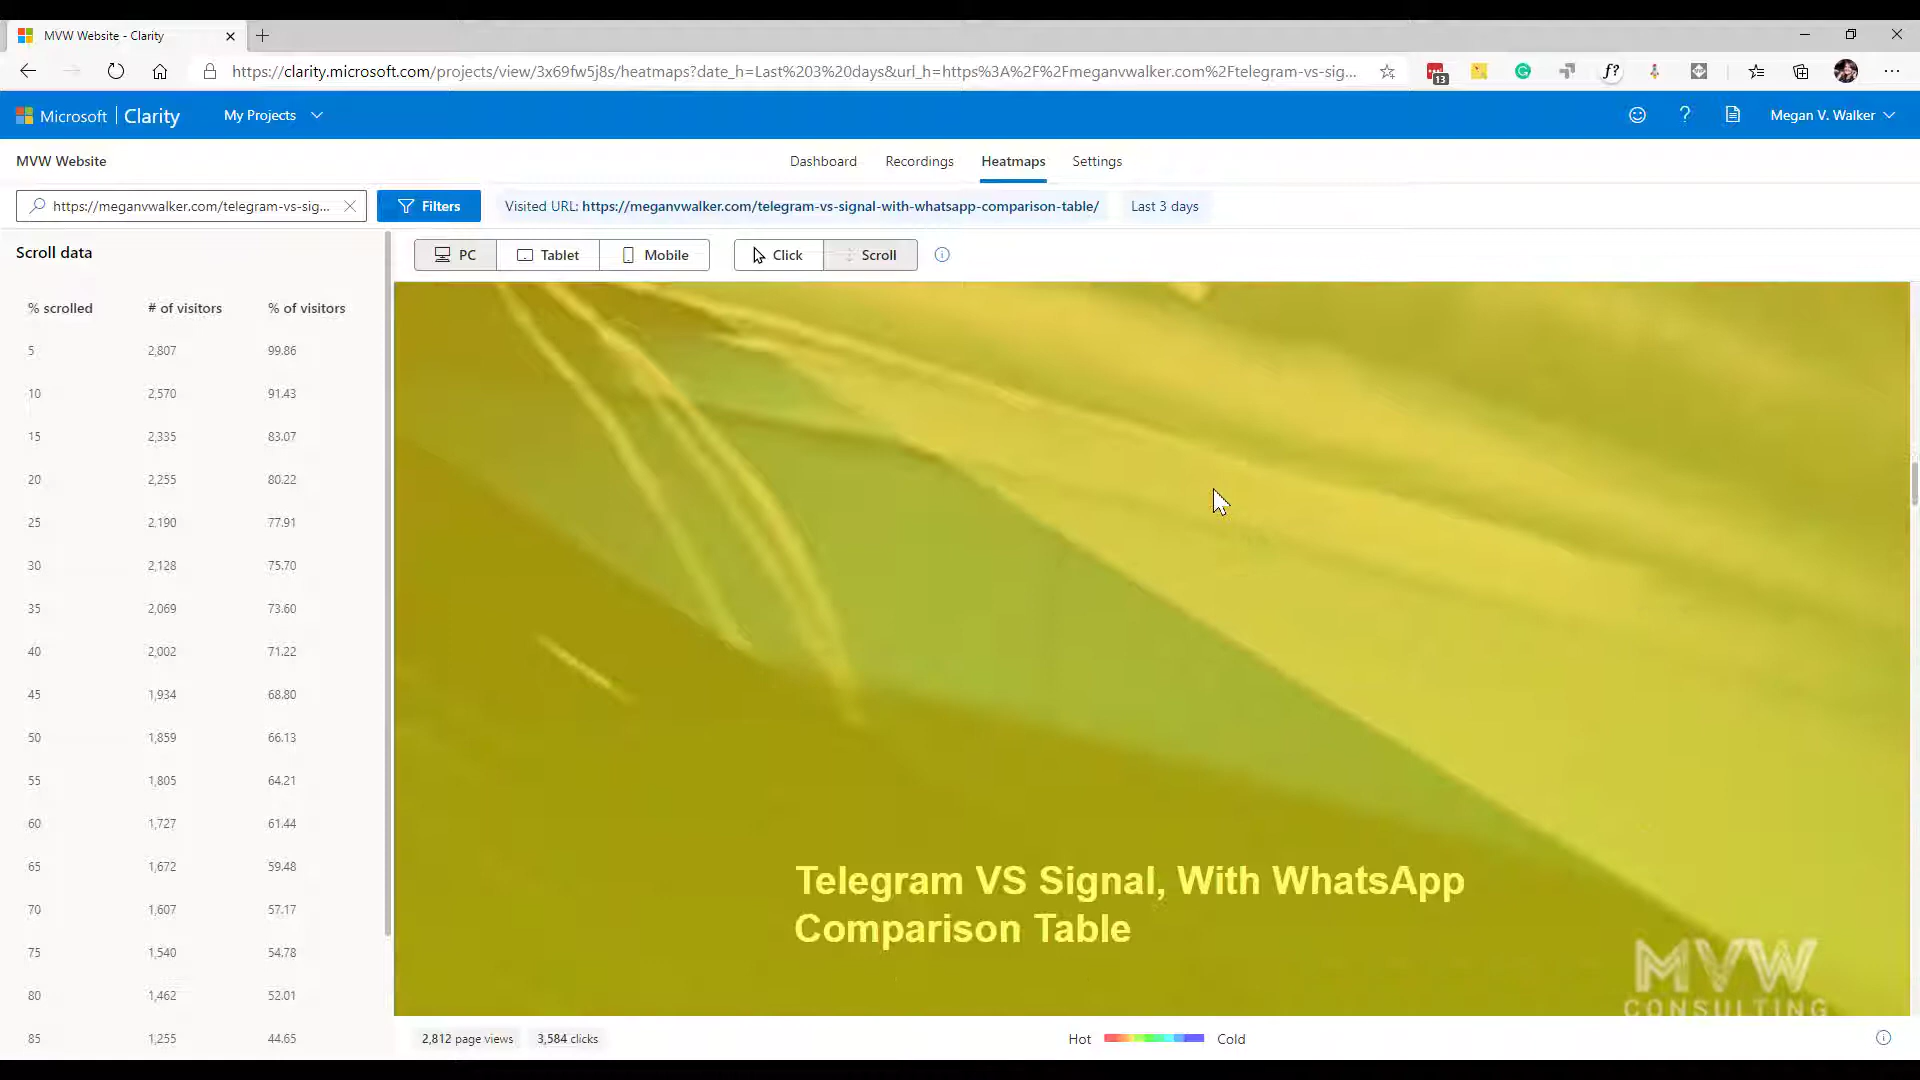 MVW Website - Clarity
https://clarity.microsoft.com/projects/view/3x69fw5j8s/heatmaps?date_h=Last%203%20days&url_h=https%3A%2F%2Fmeganvwalker.com%2Ftelegram-vs-sig...
13
f?
Microsoft | Clarity
My Projects
?
Megan V. Walker
MVW Website
Dashboard
Recordings
Heatmaps
Settings
https://meganvwalker.com/telegram-vs-sig...
Filters
Visited URL: https://meganvwalker.com/telegram-vs-signal-with-whatsapp-comparison-table/
Last 3 days
Scroll data
PC
Tablet
Mobile
Click
Scroll
% scrolled # of visitors % of visitors
5 2,807 99.86
10 2,570 91.43
15 2,335 83.07
20 2,255 80.22
25 2,190 77.91
30 2,128 75.70
35 2,069 73.60
40 2,002 71.22
45 1,934 68.80
50 1,859 66.13
55 1,805 64.21
60 1,727 61.44
65 1,672 59.48
70 1,607 57.17
75 1,540 54.78
80 1,462 52.01
85 1,255 44.65
Telegram VS Signal, With WhatsApp
Comparison Table
MVW
CONSULTING
2,812 page views
3,584 clicks
Hot
Cold